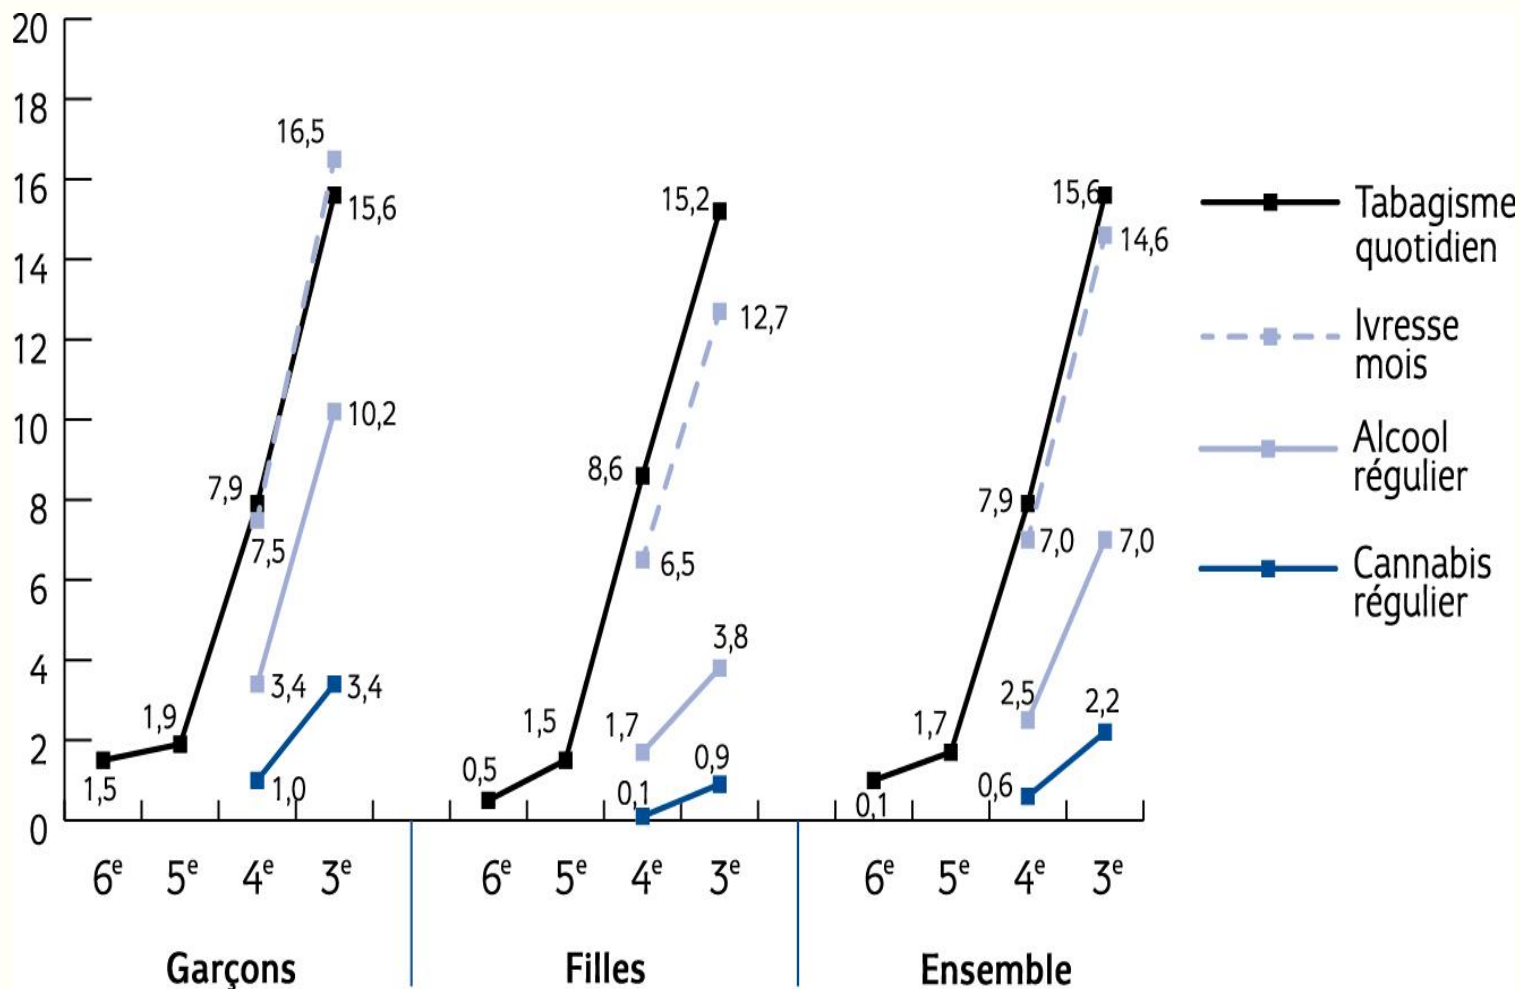 20
18
16
14
12
10
8
6
4
2
0
16,5
15,6
10,2
7,9
7,5
3,4
3,4
1,9
1,5
1,0
15,2
12,7
8,6
6,5
3,8
1,7
1,5
0,9
0,5
0,1
15,6
14,6
7,9
7,0
7,0
2,5
2,2
1,7
0,6
0,1
6e 5e 4e 3e
6e 5e 4e 3e
6e 5e 4e 3e
Garçons
Filles
Ensemble
Tabagisme
quotidien
Ivresse
mois
Alcool
régulier
Cannabis
régulier